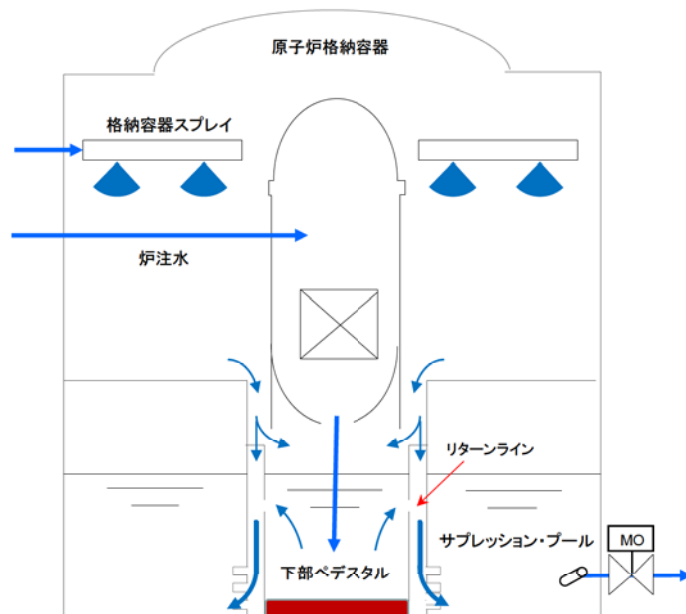 原子炉格納容器
格納容器スプレイ
炉注水
リターンライン
サプレッション・プール
MO
下部ペデスタル